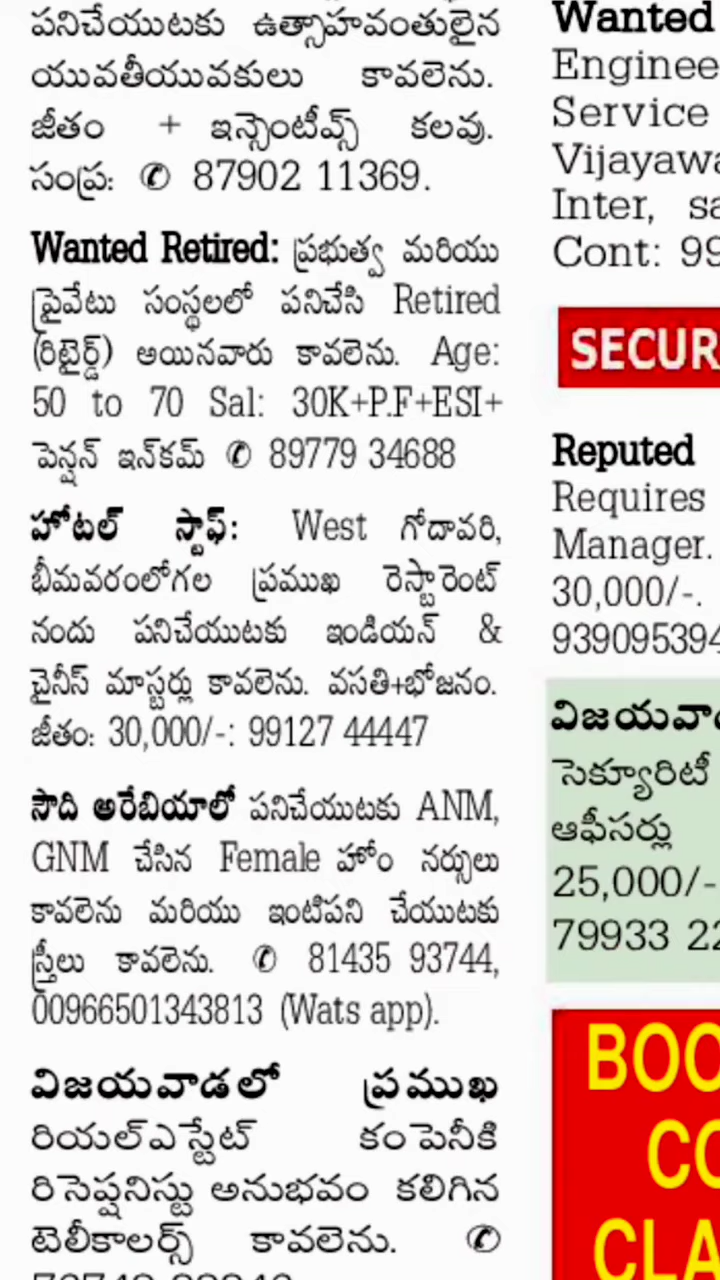 పనిచేయుటకు ఉత్సాహవంతులైన
యువతీయువకులు కావలెను.
జీతం + ఇన్సెంటీవ్స్ కలవు.
సంప్ర: ✆ 87902 11369.
Wanted Retired: ప్రభుత్వ మరియు
ప్రైవేటు సంస్థలలో పనిచేసి Retired
(రిటైర్డ్) అయినవారు కావలెను. Age:
50 to 70 Sal: 30K+P.F+ESI+
పెన్షన్ ఇన్‌కమ్ ✆ 89779 34688
హోటల్ స్టాఫ్: West గోదావరి,
భీమవరంలోగల ప్రముఖ రెస్టారెంట్
నందు పనిచేయుటకు ఇండియన్ &
చైనీస్ మాస్టర్లు కావలెను. వసతి+భోజనం.
జీతం: 30,000/-: 99127 44447
సౌది అరేబియాలో పనిచేయుటకు ANM,
GNM చేసిన Female హోం నర్సులు
కావలెను మరియు ఇంటిపని చేయుటకు
స్త్రీలు కావలెను. ✆ 81435 93744,
00966501343813 (Wats app).
విజయవాడలో ప్రముఖ
రియల్ఎస్టేట్ కంపెనీకి
రిసెప్షనిస్టు అనుభవం కలిగిన
టెలీకాలర్స్ కావలెను. ✆
Wanted
Enginee
Service
Vijayawa
Inter, sa
Cont: 99
SECUR
Reputed
Requires
Manager.
30,000/-.
939095394
విజయవాడ
సెక్యూరిటీ
ఆఫీసర్లు
25,000/-
79933 22
BOO
CO
CLA